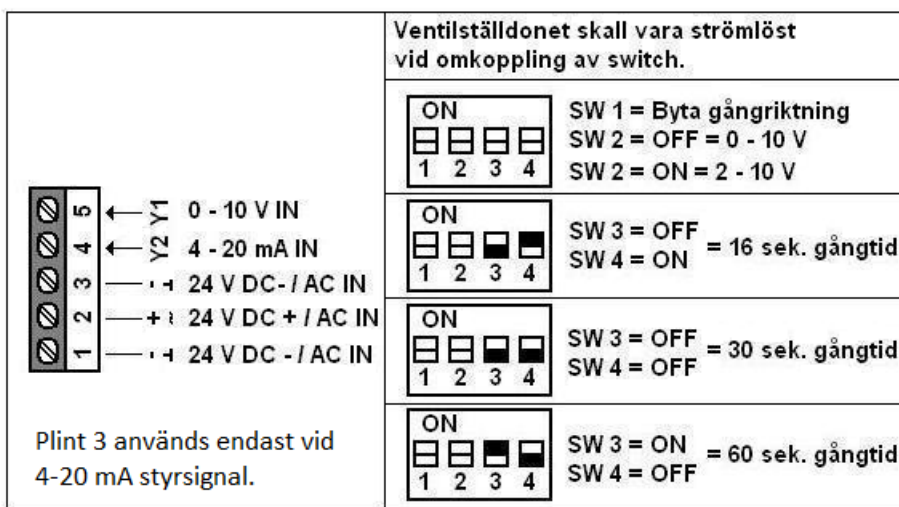 5 Y1 0 - 10 V IN
4 Y2 4 - 20 mA IN
3 24 V DC- / AC IN
2 + 24 V DC + / AC IN
1 24 V DC - / AC IN
Plint 3 används endast vid
4-20 mA styrsignal.
Ventilställdonet skall vara strömlöst
vid omkoppling av switch.
ON
1 2 3 4
SW 1 = Byta gångriktning
SW 2 = OFF = 0 - 10 V
SW 2 = ON = 2 - 10 V
ON
1 2 3 4
SW 3 = OFF
SW 4 = ON
= 16 sek. gångtid
ON
1 2 3 4
SW 3 = OFF
SW 4 = OFF
= 30 sek. gångtid
ON
1 2 3 4
SW 3 = ON
SW 4 = OFF
= 60 sek. gångtid